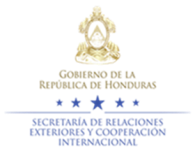 GOBIERNO DE LA
REPÚBLICA DE HONDURAS
SECRETARÍA DE RELACIONES
EXTERIORES Y COOPERACIÓN
INTERNACIONAL